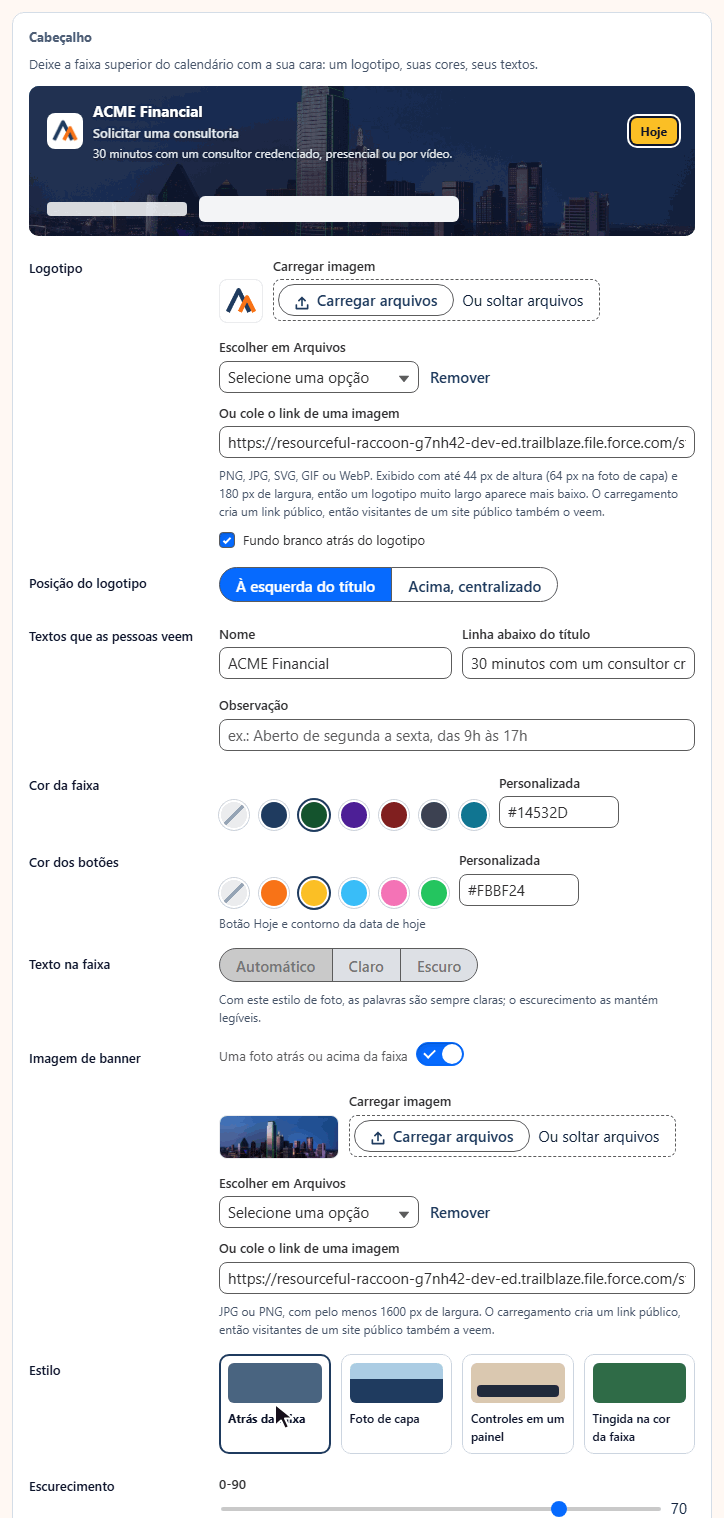 Cabeçalho
Deixe a faixa superior do calendário com a sua cara: um logotipo, suas cores, seus textos.
ACME Financial
Solicitar uma consultoria
30 minutos com um consultor credenciado, presencial ou por vídeo.
Hoje
Logotipo
Carregar imagem
Carregar arquivos
Ou soltar arquivos
Escolher em Arquivos
Selecione uma opção
Remover
Ou cole o link de uma imagem
https://resourceful-raccoon-g7nh42-dev-ed.trailblaze.file.force.com/s
PNG, JPG, SVG, GIF ou WebP. Exibido com até 44 px de altura (64 px na foto de capa) e
180 px de largura, então um logotipo muito largo aparece mais baixo. O carregamento
cria um link público, então visitantes de um site público também o veem.
Fundo branco atrás do logotipo
Posição do logotipo
À esquerda do título
Acima, centralizado
Textos que as pessoas veem
Nome
Linha abaixo do título
ACME Financial
30 minutos com um consultor cr
Observação
ex.: Aberto de segunda a sexta, das 9h às 17h
Cor da faixa
Personalizada
#14532D
Cor dos botões
Personalizada
#FBBF24
Botão Hoje e contorno da data de hoje
Texto na faixa
Automático
Claro
Escuro
Com este estilo de foto, as palavras são sempre claras; o escurecimento as mantém
legíveis.
Imagem de banner
Uma foto atrás ou acima da faixa
Carregar imagem
Carregar arquivos
Ou soltar arquivos
Escolher em Arquivos
Selecione uma opção
Remover
Ou cole o link de uma imagem
https://resourceful-raccoon-g7nh42-dev-ed.trailblaze.file.force.com/s
JPG ou PNG, com pelo menos 1600 px de largura. O carregamento cria um link público,
então visitantes de um site público também a veem.
Estilo
Atrás da faixa
Foto de capa
Controles em um
painel
Tingida na cor
da faixa
Escurecimento
0-90
70